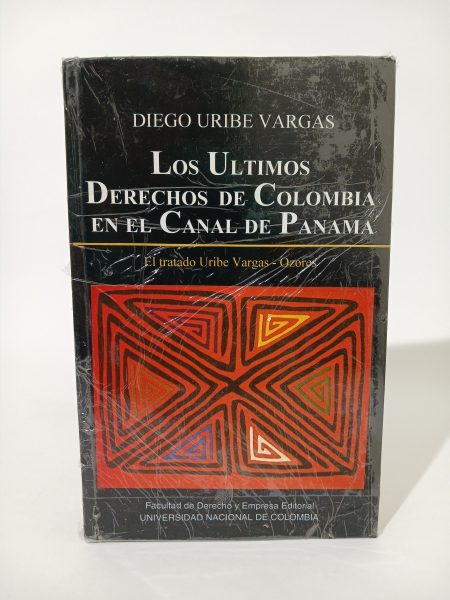 DIEGO URIBE VARGAS
LOS ULTIMOS
DERECHOS DE COLOMBIA
EN EL CANAL DE PANAMA
El tratado Uribe Vargas - Ozores
Facultad de Derecho y Empresa Editorial
UNIVERSIDAD NACIONAL DE COLOMBIA